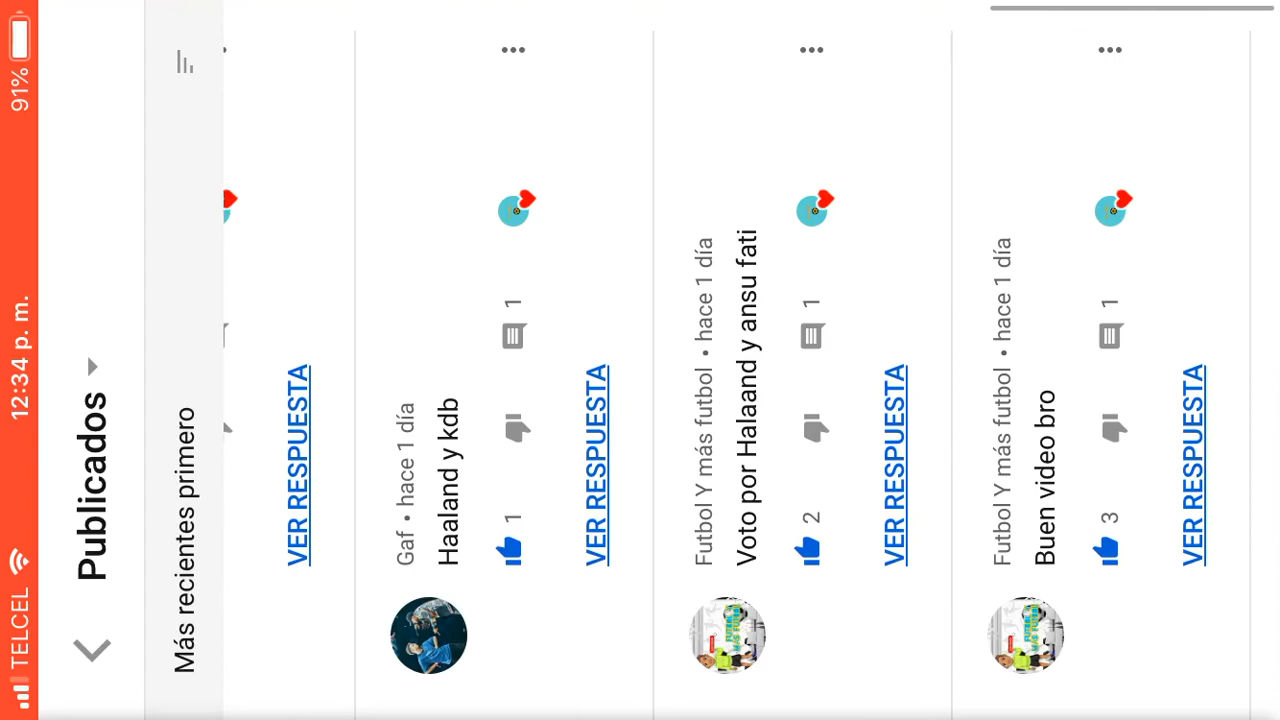 TELCEL 12:34 p. m. 91%
Publicados
Más recientes primero
VER RESPUESTA
Gaf • hace 1 día
Haaland y kdb
1 1
VER RESPUESTA
Futbol Y más futbol • hace 1 día
Voto por Halaand y ansu fati
2 1
VER RESPUESTA
Futbol Y más futbol • hace 1 día
Buen video bro
3 1
VER RESPUESTA